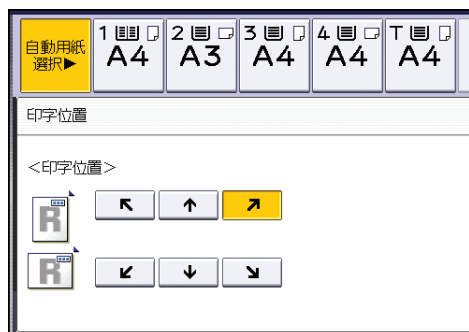 自動用紙
選択▶
1 A4
2 A3
3 A4
4 A4
T A4
印字位置
<印字位置>
R
↖ ↑ ↗
R
↙ ↓ ↘